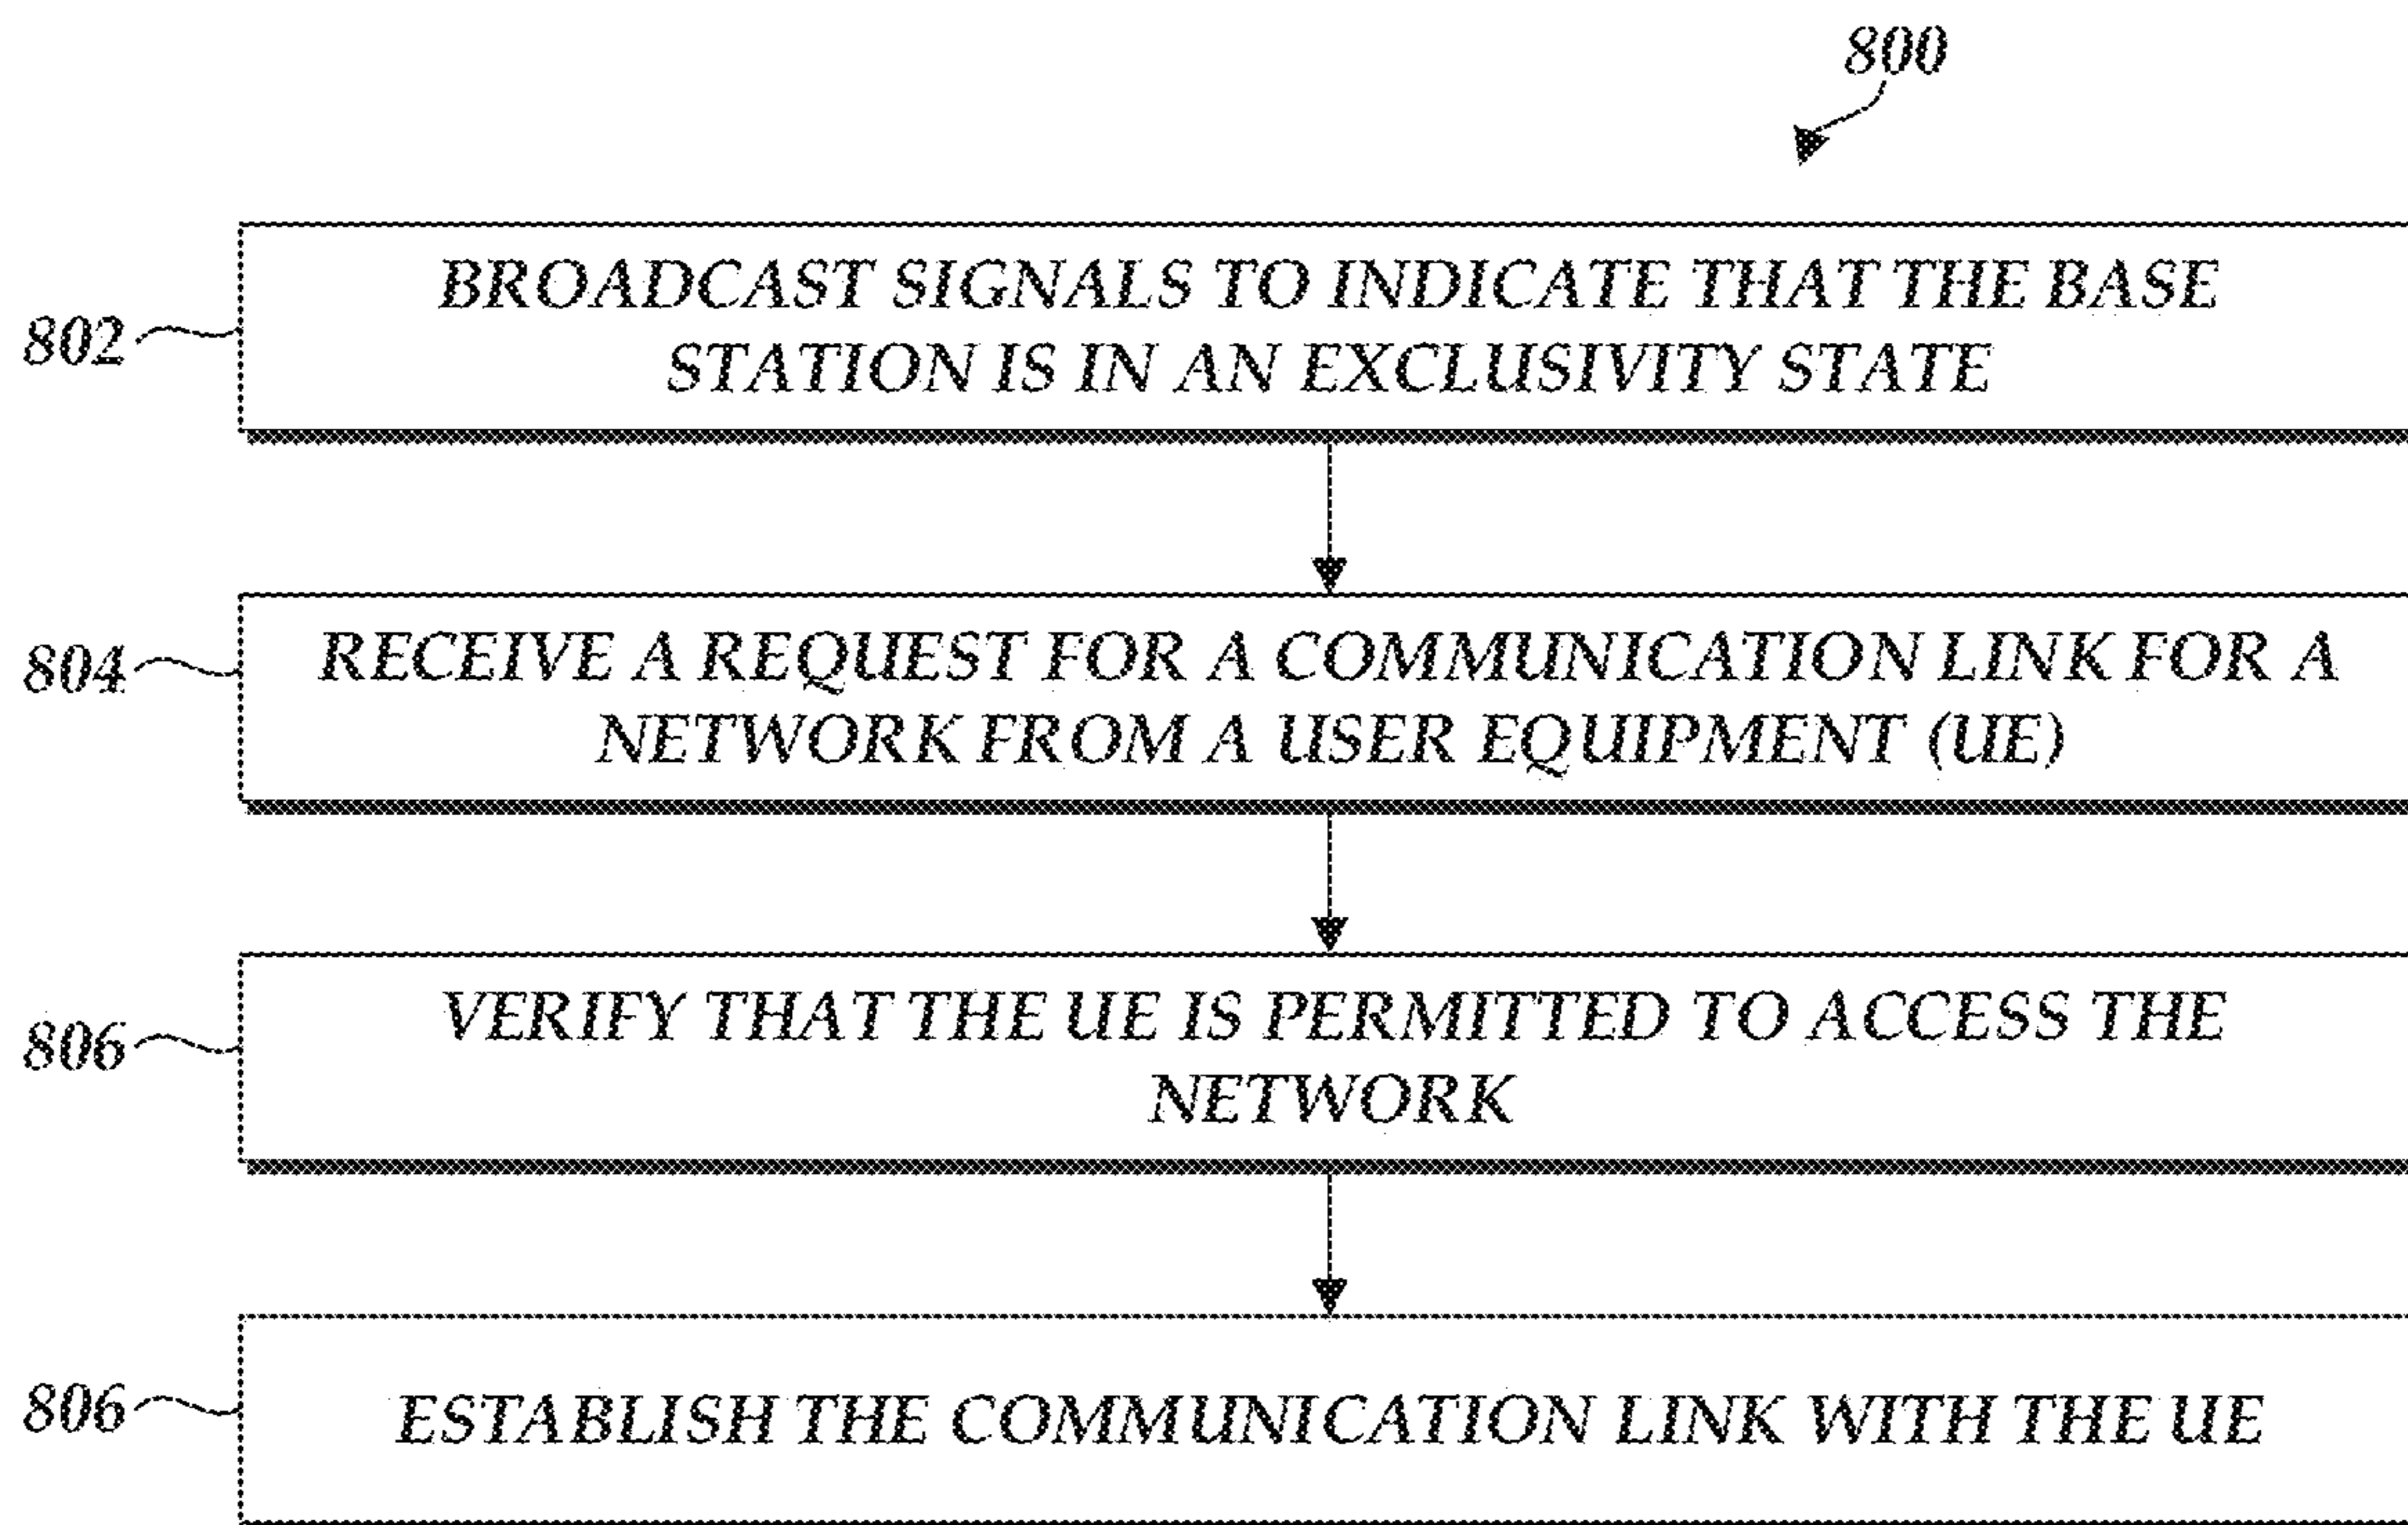 800
802
BROADCAST SIGNALS TO INDICATE THAT THE BASE
STATION IS IN AN EXCLUSIVITY STATE
804
RECEIVE A REQUEST FOR A COMMUNICATION LINK FOR A
NETWORK FROM A USER EQUIPMENT (UE)
806
VERIFY THAT THE UE IS PERMITTED TO ACCESS THE
NETWORK
806
ESTABLISH THE COMMUNICATION LINK WITH THE UE